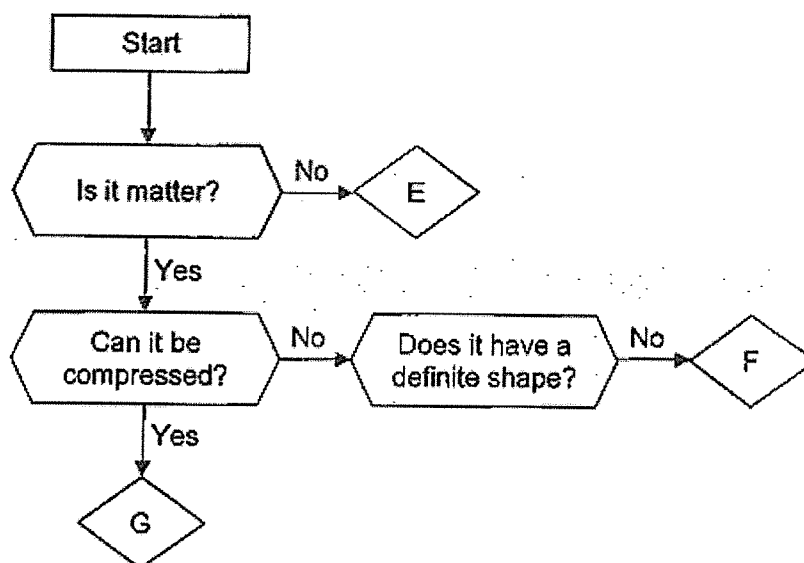 Start
Is it matter?
No
E
Yes
Can it be
compressed?
No
Does it have a
definite shape?
No
F
Yes
G